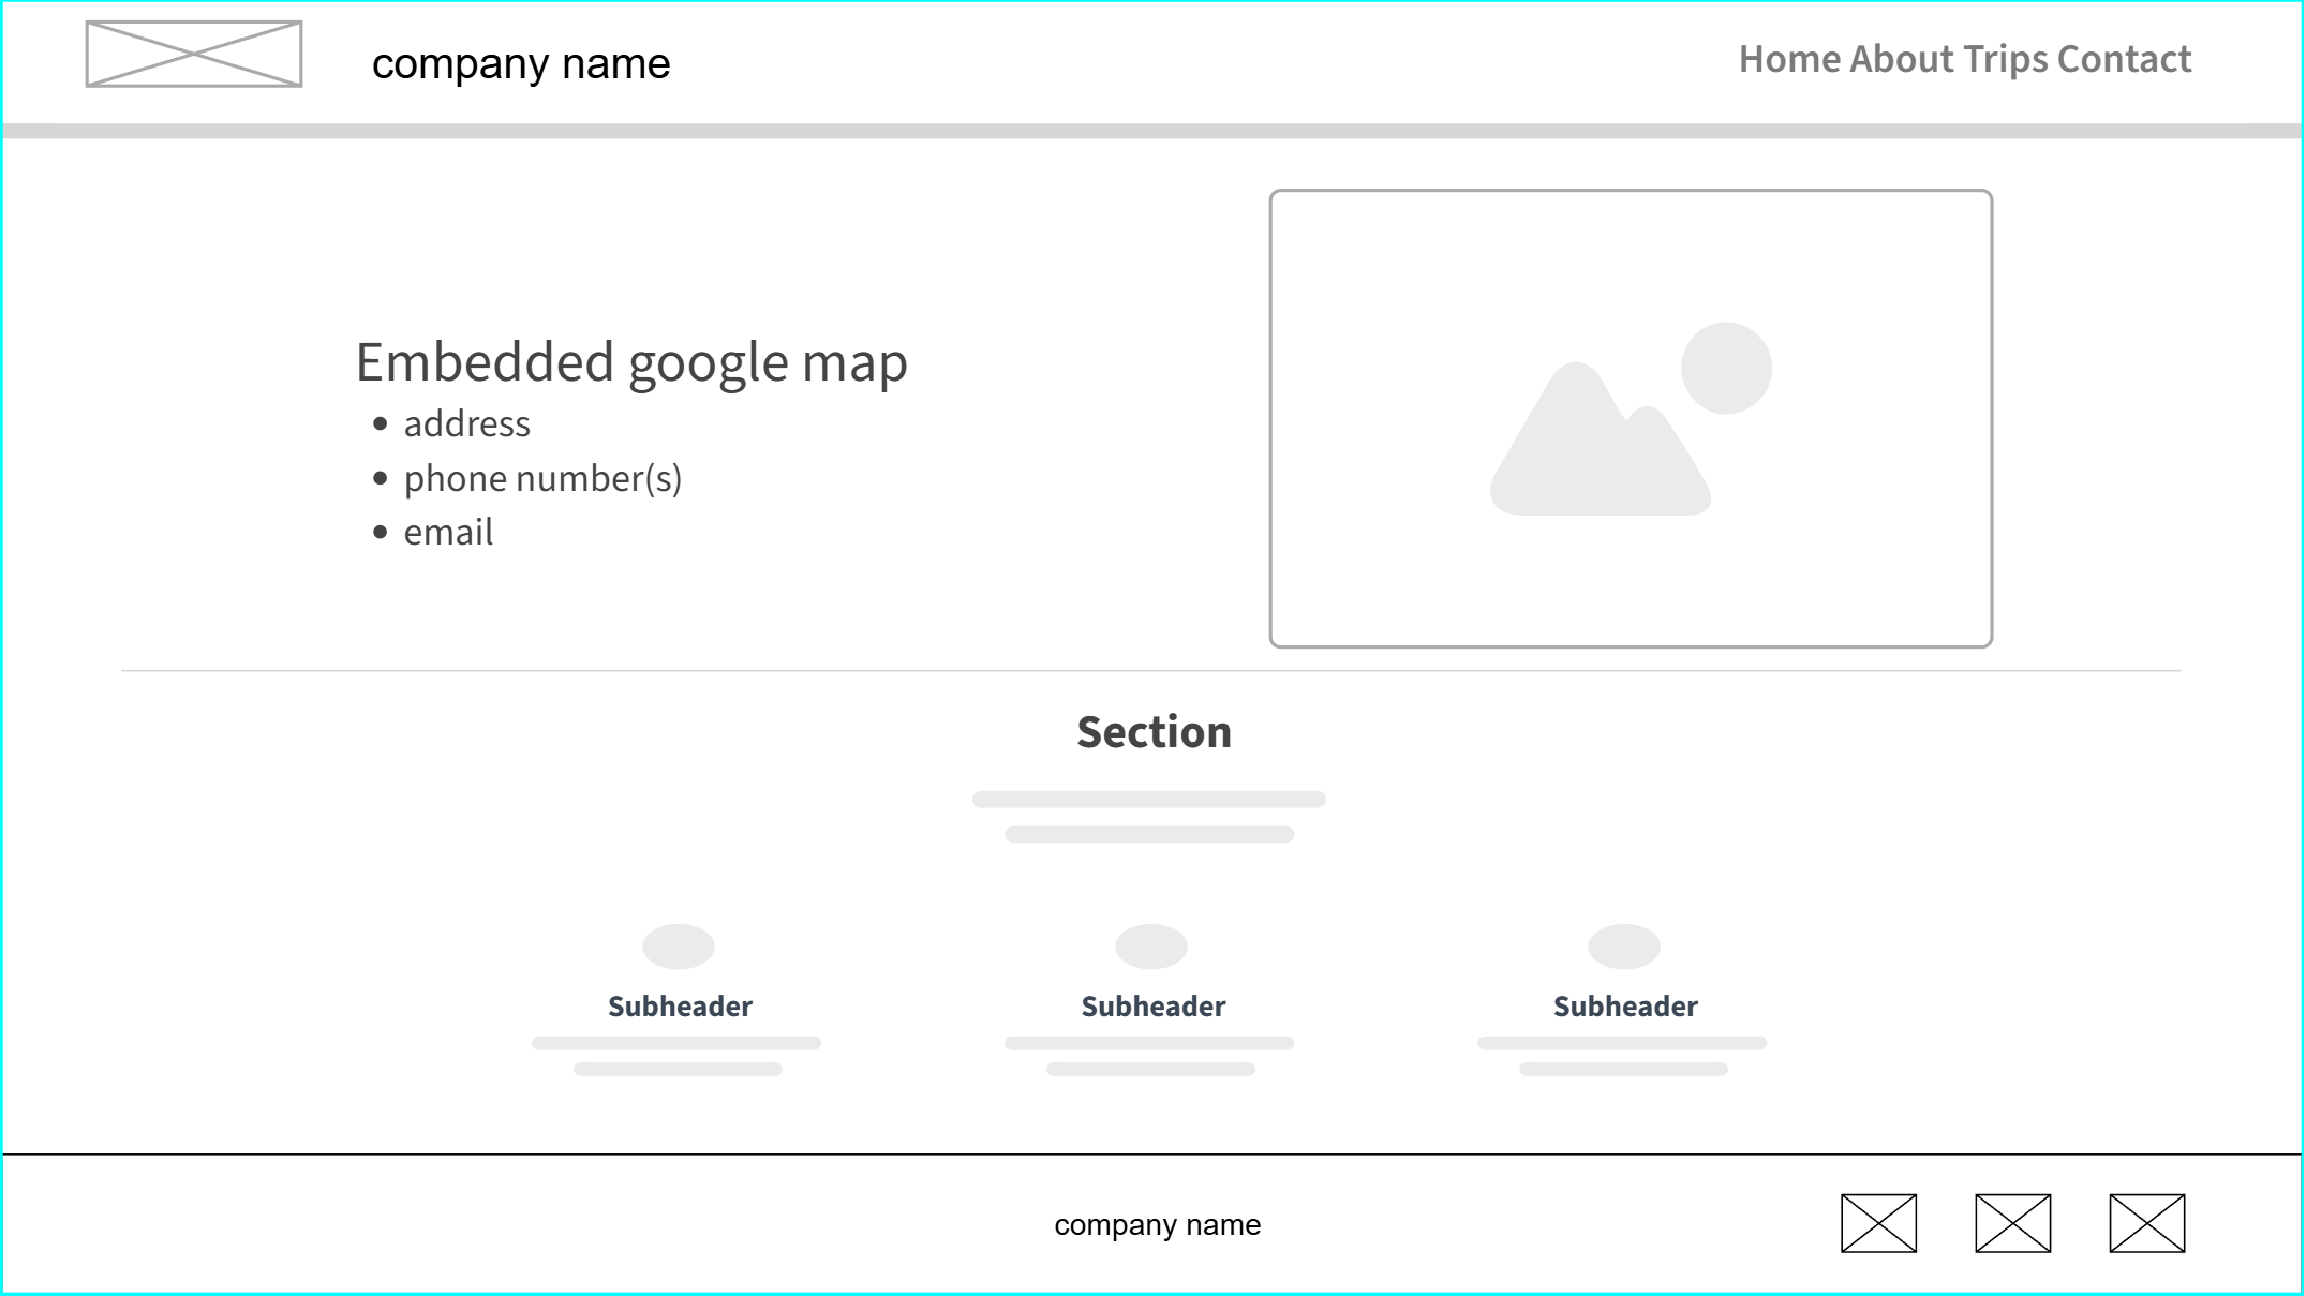 company name
Home About Trips Contact
Embedded google map
address
phone number(s)
email
Section
Subheader
Subheader
Subheader
company name